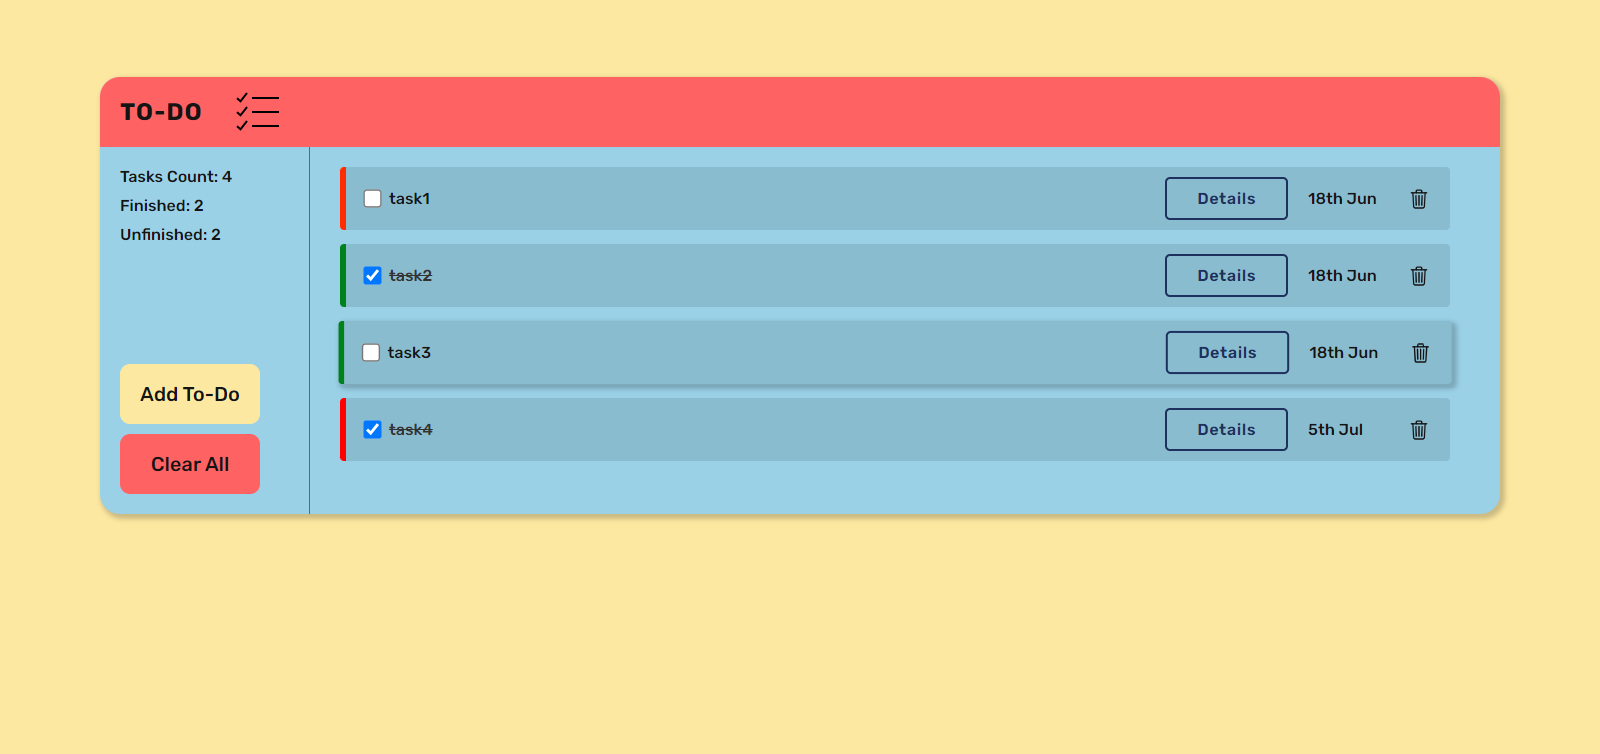 TO-DO
Tasks Count: 4
Finished: 2
Unfinished: 2
Add To-Do
Clear All
task1 Details 18th Jun
task2 Details 18th Jun
task3 Details 18th Jun
task4 Details 5th Jul